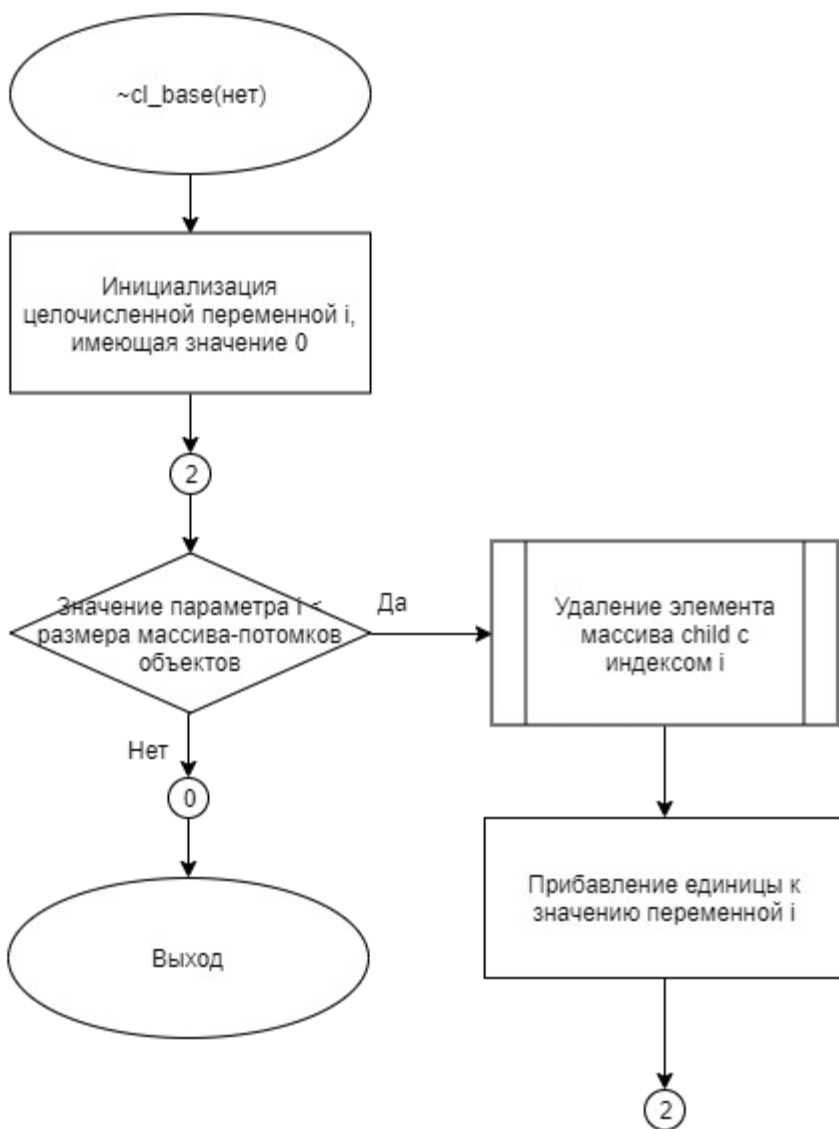 ~cl_base(нет)
Инициализация
целочисленной переменной i,
имеющая значение 0
2
Значение параметра i <
размера массива-потомков
объектов
Да
Удаление элемента
массива child с
индексом i
Нет
0
Прибавление единицы к
значению переменной i
Выход
2